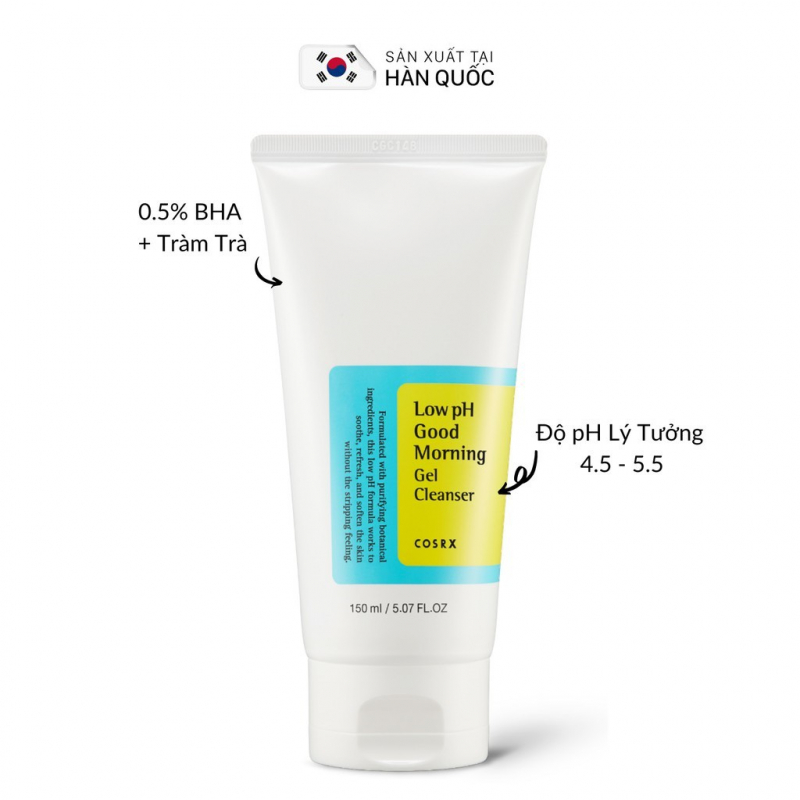 SẢN XUẤT TẠI
HÀN QUỐC
COSRX
0.5% BHA
+ Tràm Trà
Formulated with purifying botanical
ingredients, this low pH formula works to
soothe, refresh, and soften the skin
without the stripping feeling.
Low pH
Good
Morning
Gel
Cleanser
COSRX
Độ pH Lý Tưởng
4.5 - 5.5
150 ml / 5.07 FL.OZ